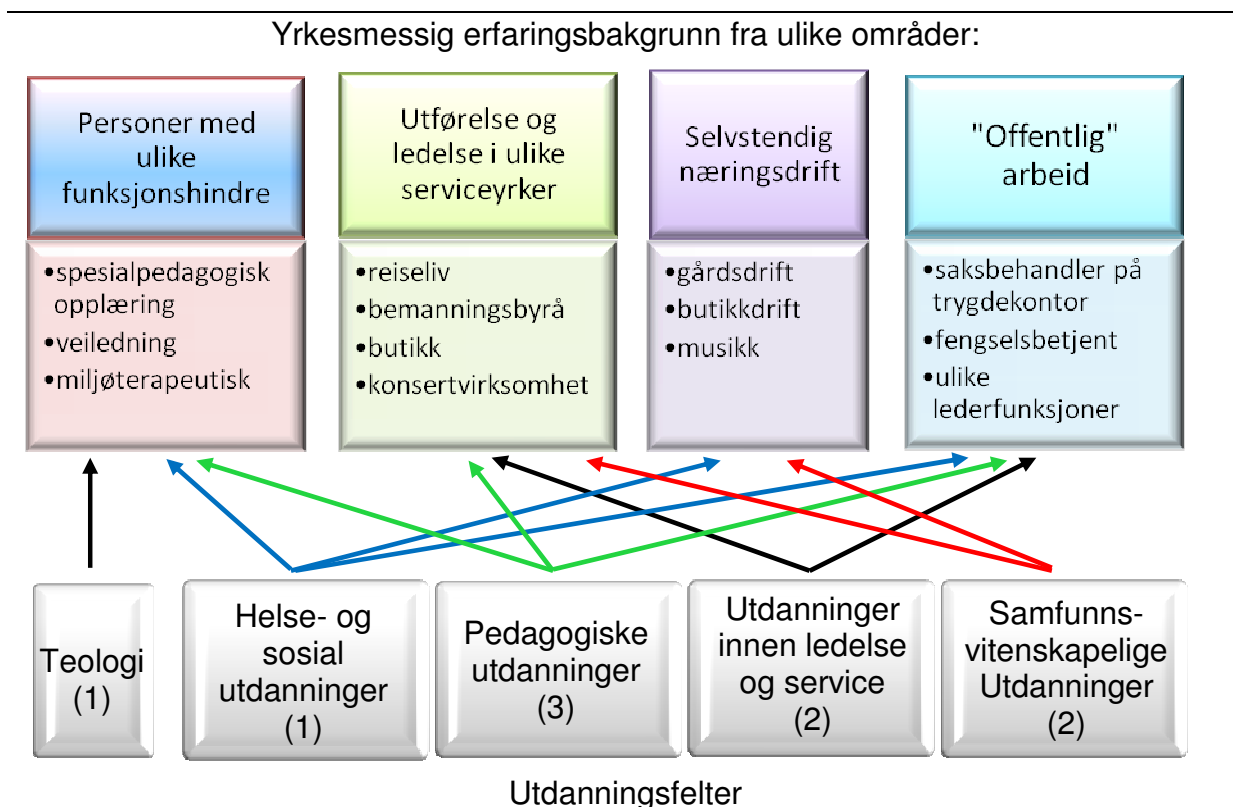 Yrkesmessig erfaringsbakgrunn fra ulike områder:
Personer med
ulike
funksjonshindre
•spesialpedagogisk
opplæring
•veiledning
•miljøterapeutisk
Utførelse og
ledelse i ulike
serviceyrker
•reiseliv
•bemanningsbyrå
•butikk
•konsertvirksomhet
Selvstendig
næringsdrift
•gårdsdrift
•butikkdrift
•musikk
"Offentlig"
arbeid
•saksbehandler på
trygdekontor
•fengselsbetjent
•ulike
lederfunksjoner
Teologi
(1)
Helse- og
sosial
utdanninger
(1)
Pedagogiske
utdanninger
(3)
Utdanninger
innen ledelse
og service
(2)
Samfunns-
vitenskapelige
Utdanninger
(2)
Utdanningsfelter